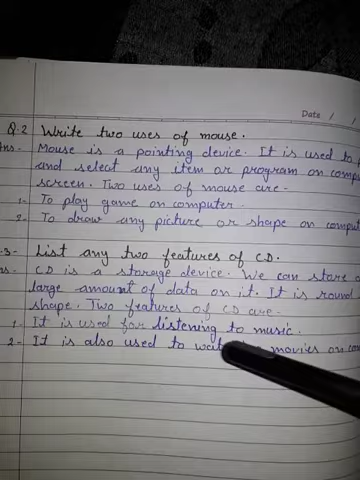 Date / /
Q.2 Write two uses of mouse.
Ans.- Mouse is a pointing device. It is used to
and select any item or program on
screen. Two uses of mouse are -
1- To play game on computer.
2- To draw any picture or shape on
3- List any two features of CD.
CD is a storage device. We can store
large amount of data on it. It is round
shape. Two features of CD are-
1- It is used for listening to music.
2- It is also used to movies on